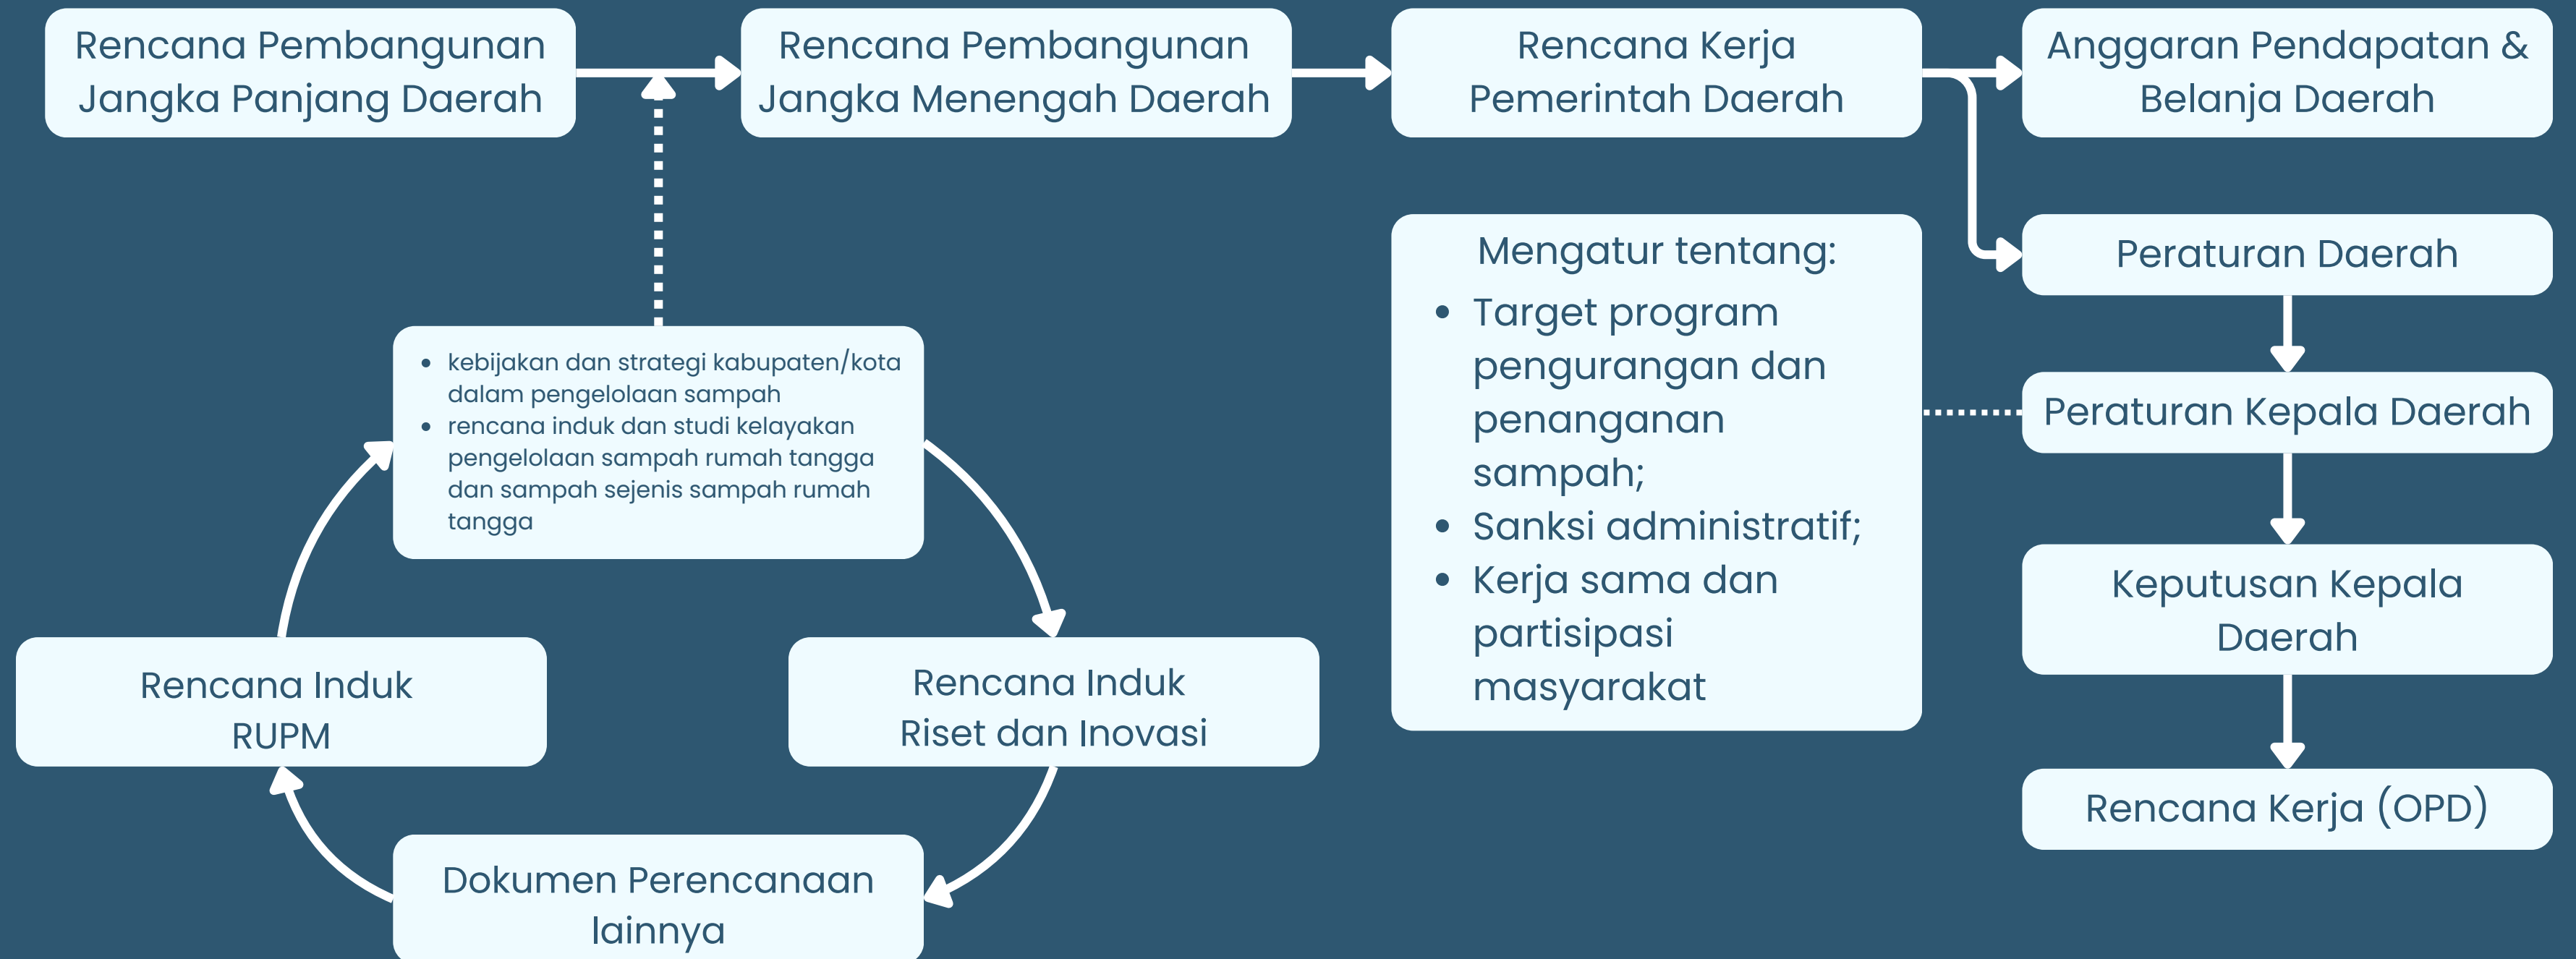 Rencana Pembangunan
Jangka Panjang Daerah
Rencana Pembangunan
Jangka Menengah Daerah
Rencana Kerja
Pemerintah Daerah
Anggaran Pendapatan &
Belanja Daerah
Peraturan Daerah
Peraturan Kepala Daerah
Keputusan Kepala
Daerah
Rencana Kerja (OPD)
Mengatur tentang:
• Target program
pengurangan dan
penanganan
sampah;
• Sanksi administratif;
• Kerja sama dan
partisipasi
masyarakat
• kebijakan dan strategi kabupaten/kota
dalam pengelolaan sampah
• rencana induk dan studi kelayakan
pengelolaan sampah rumah tangga
dan sampah sejenis sampah rumah
tangga
Rencana Induk
Riset dan Inovasi
Dokumen Perencanaan
lainnya
Rencana Induk
RUPM